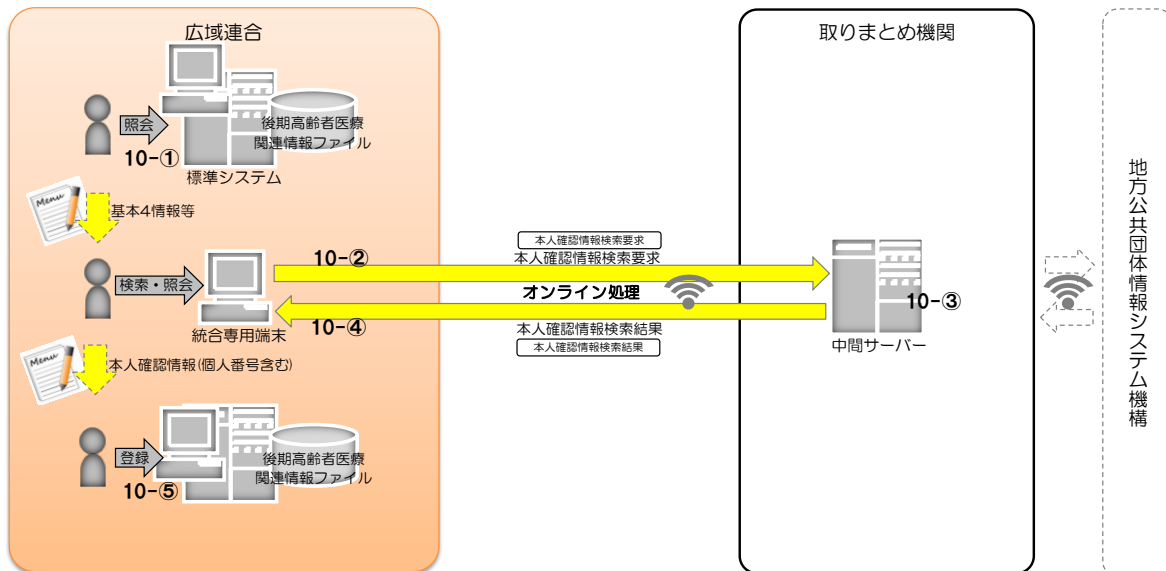 広域連合
照会
10-①
後期高齢者医療
関連情報ファイル
標準システム
Menu
基本4情報等
検索・照会
統合専用端末
10-②
本人確認情報検索要求
本人確認情報検索要求
オンライン処理
10-④
本人確認情報検索結果
本人確認情報検索結果
Menu
本人確認情報(個人番号含む)
登録
10-⑤
後期高齢者医療
関連情報ファイル
取りまとめ機関
10-③
中間サーバー
地方公共団体情報システム機構